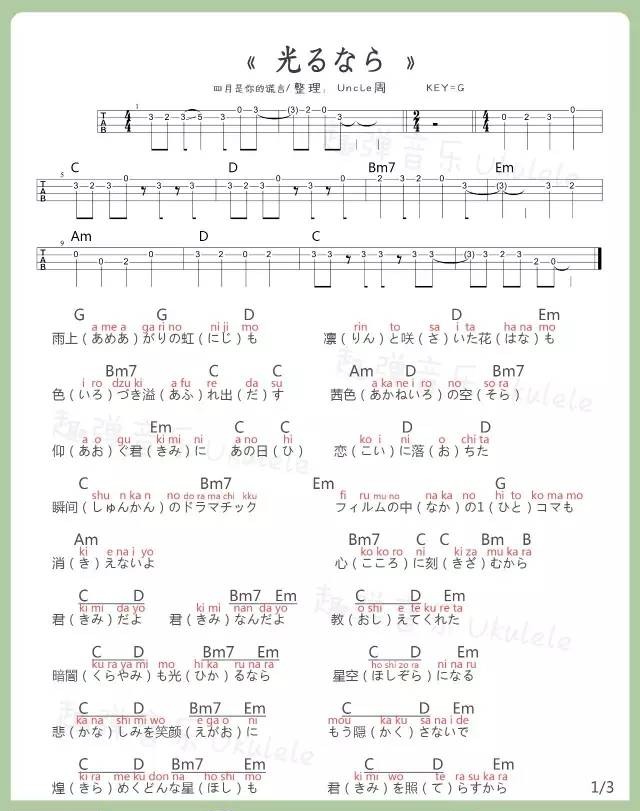 《 光るなら 》
四月是你的谎言/ 整理： Uncle周 KEY=G
C D Bm7 Em
Am D C
G G D Em
a me a ga ri no ni ji mo rin to sa i ta ha na mo
雨上（あめあ）がりの虹（にじ）も 凛（りん）と咲（さ）いた花（はな）も
C Bm7 Em Am D D
i ro dzu ki a fu re da su a ka ne i ro no so ra
色（いろ）づき溢（あふ）れ出（だ）す 茜色（あかねいろ）の空（そら）
G G D Em
a o gu ki mi ni a no hi ko i ni o chi ta
仰（あお）ぐ君（きみ）に あの日（ひ） 恋（こい）に落（お）ちた
C Bm7 Em G
shu n kan no do ra ma chi kku fi ru mu no na ka no hi to ko ma mo
瞬间（しゅんかん）のドラマチック フィルムの中（なか）の1（ひと）コマも
Am Bm7 C C Bm B
ki e na i yo ko ko ro ni ki za mu ka ra
消（き）えないよ 心（こころ）に刻（きざ）むから
C D Bm7 Em C D
ki mi da yo ki mi nan da yo o shi e te ku re ta
君（きみ）だよ 君（きみ）なんだよ 教（おし）えてくれた
C D Bm7 Em C D
ku ra ya mi mo hi ka ru na ra ho shi zo ra ni na ru
暗闇（くらやみ）も光（ひか）るなら 星空（ほしぞら）になる
C D Bm7 Em C D
ka na shi mi wo e ga o ni mou ka ku sa na i de
悲（かな）しみを笑颜（えがお）に もう隠（かく）さないで
C D Bm7 Em C D Em
ki ra me ku don na ho shi mo ki mi wo te ra su ka ra
煌（きら）めくどんな星（ほし）も 君（きみ）を照（て）らすから
1/3